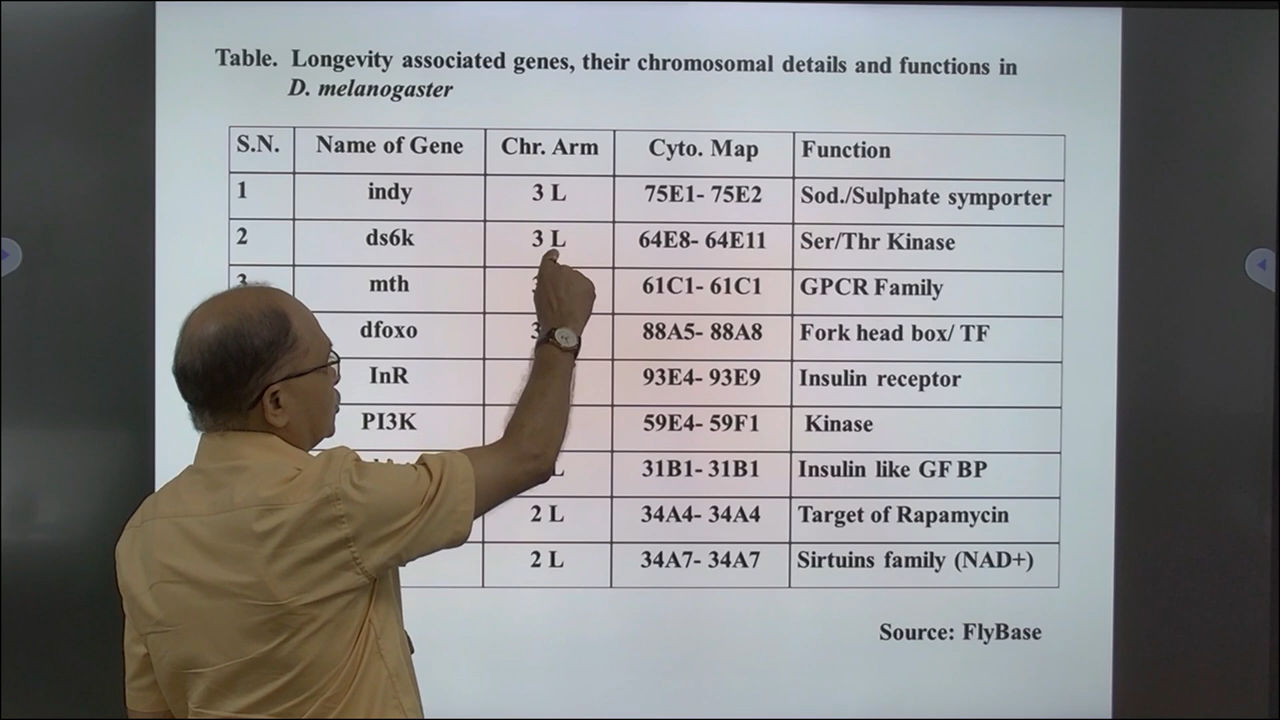 Table. Longevity associated genes, their chromosomal details and functions in
D. melanogaster
S.N. Name of Gene Chr. Arm Cyto. Map Function
1 indy 3 L 75E1- 75E2 Sod./Sulphate symporter
2 ds6k 3 L 64E8- 64E11 Ser/Thr Kinase
3 mth 61C1- 61C1 GPCR Family
dfoxo 3 88A5- 88A8 Fork head box/ TF
InR 93E4- 93E9 Insulin receptor
PI3K 59E4- 59F1 Kinase
L 31B1- 31B1 Insulin like GF BP
2 L 34A4- 34A4 Target of Rapamycin
2 L 34A7- 34A7 Sirtuins family (NAD+)
Source: FlyBase